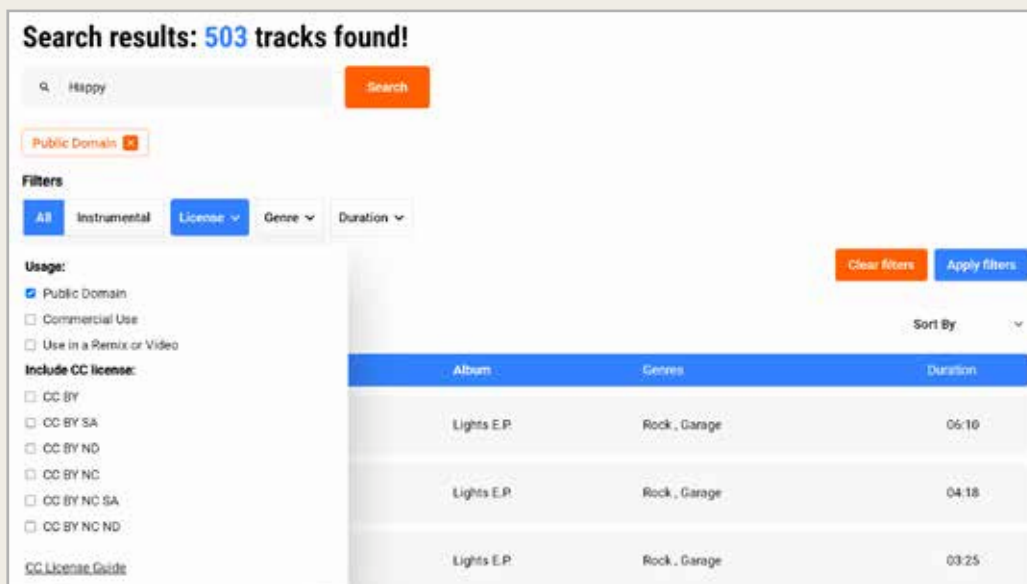 Search results: 503 tracks found!
Happy
Search
Public Domain
Filters
All Instrumental License Genre Duration
Clear filters Apply filters
Usage:
Public Domain
Commercial Use
Use in a Remix or Video
Include CC license:
CC BY
CC BY SA
CC BY ND
CC BY NC
CC BY NC SA
CC BY NC ND
CC License Guide
Sort By
Album Genres Duration
Lights E.P. Rock, Garage 06:10
Lights E.P. Rock, Garage 04:18
Lights E.P. Rock, Garage 03:25